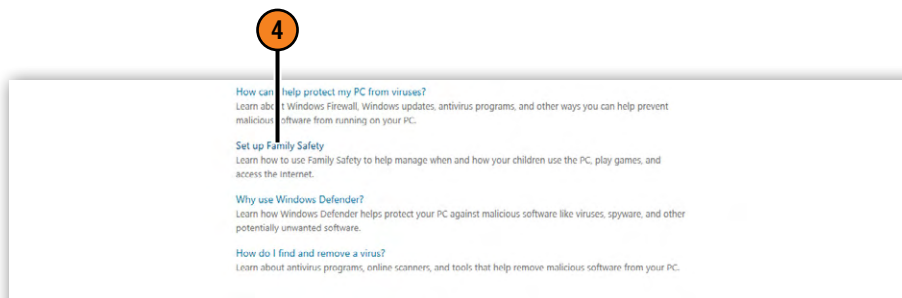 4
How can I help protect my PC from viruses?
Learn about Windows Firewall, Windows updates, antivirus programs, and other ways you can help prevent
malicious software from running on your PC.
Set up Family Safety
Learn how to use Family Safety to help manage when and how your children use the PC, play games, and
access the Internet.
Why use Windows Defender?
Learn how Windows Defender helps protect your PC against malicious software like viruses, spyware, and other
potentially unwanted software.
How do I find and remove a virus?
Learn about antivirus programs, online scanners, and tools that help remove malicious software from your PC.